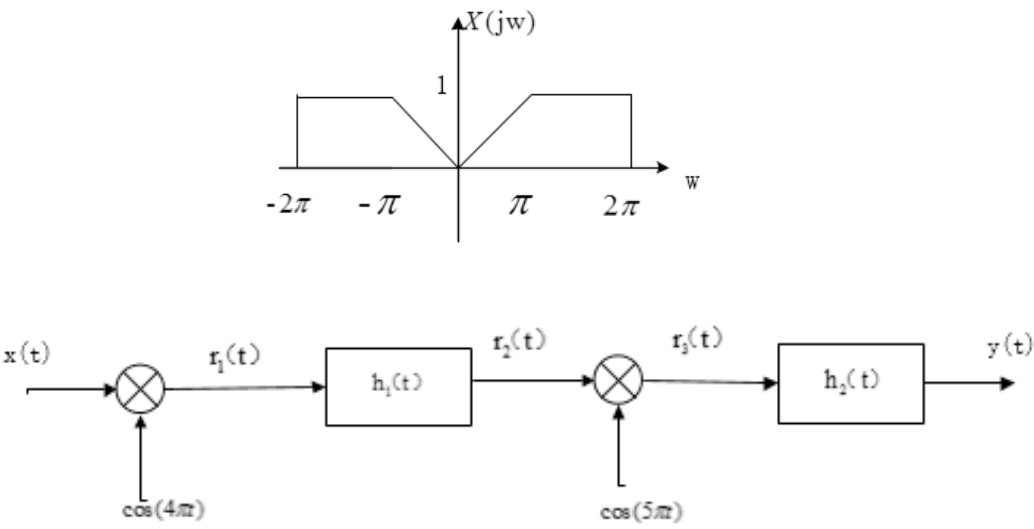 X(jw)
1
w
-2π -π π 2π
x(t) r₁(t) h₁(t) r₂(t) r₃(t) h₂(t) y(t)
cos(4πt) cos(5πt)